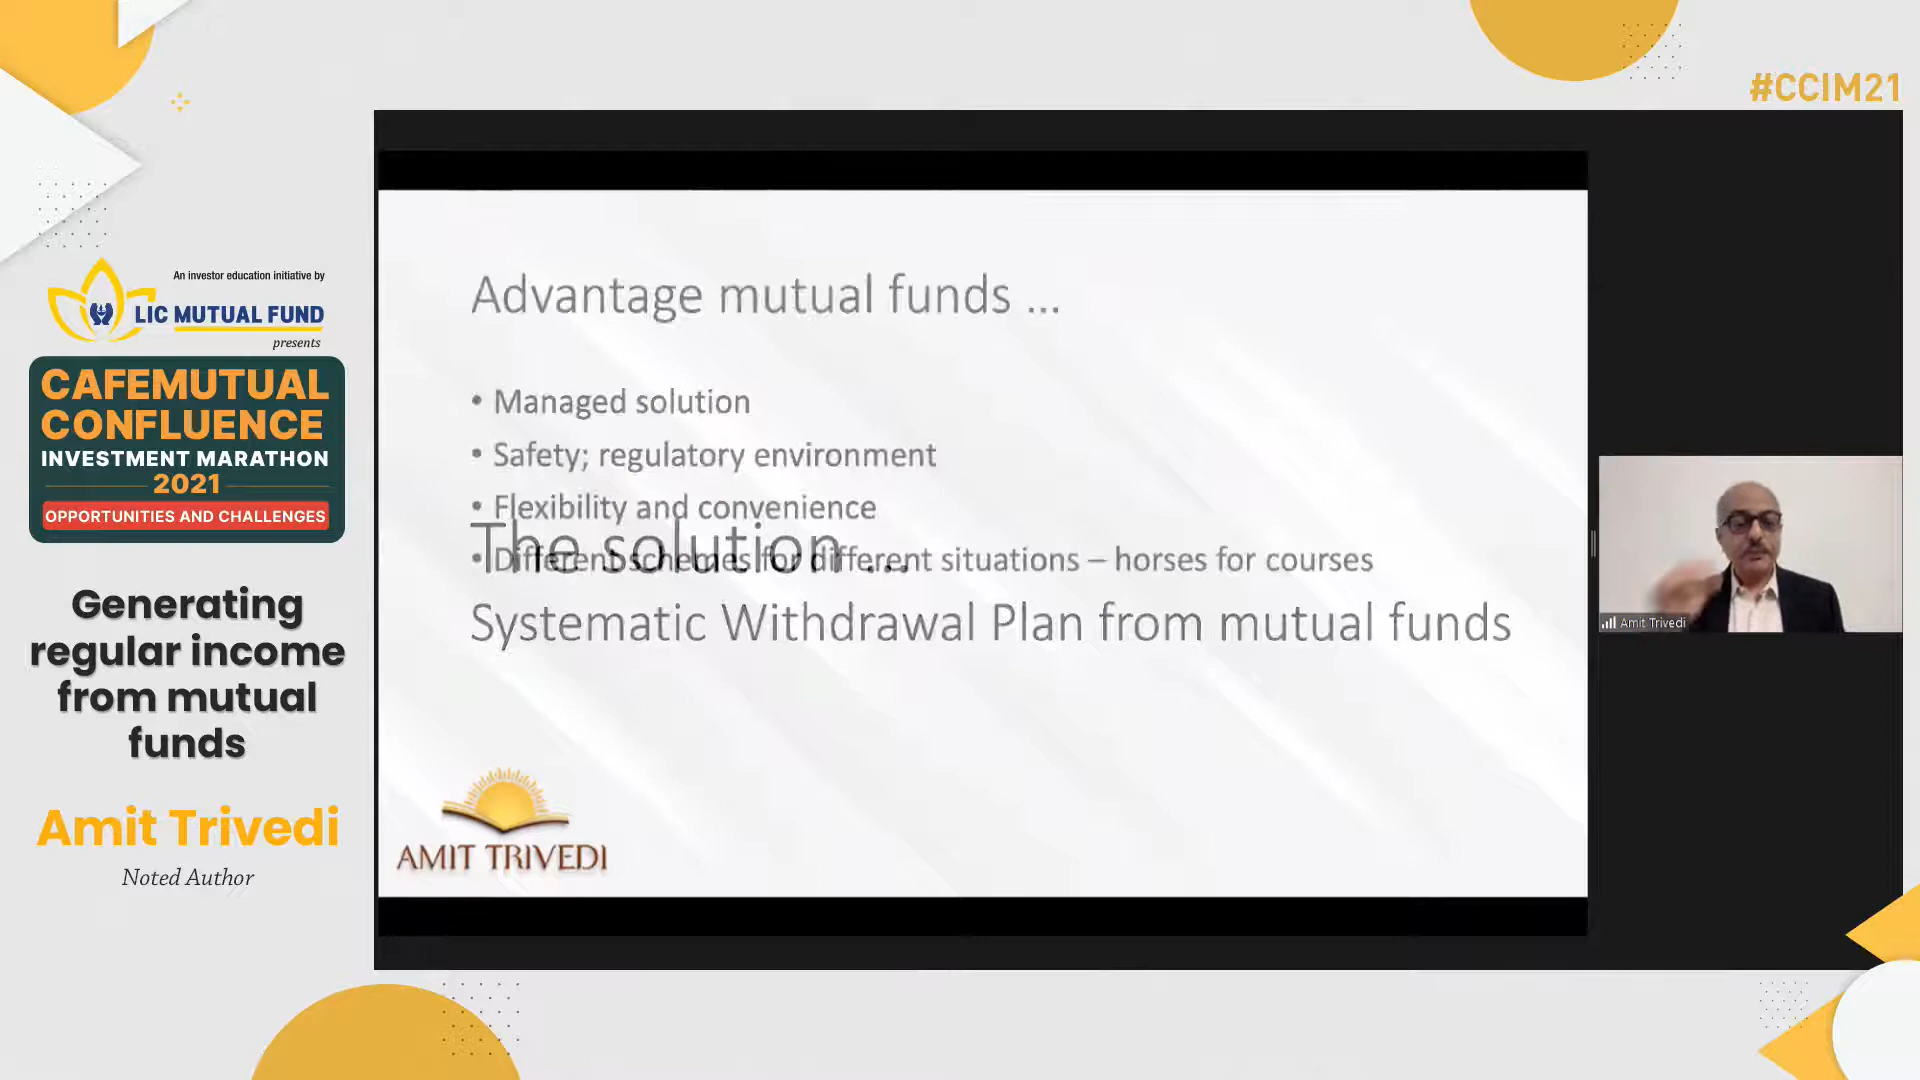 #CCIM21
An investor education initiative by
LIC MUTUAL FUND
presents
CAFEMUTUAL
CONFLUENCE
INVESTMENT MARATHON
2021
OPPORTUNITIES AND CHALLENGES
Generating
regular income
from mutual
funds
Amit Trivedi
Noted Author
Advantage mutual funds ...
• Managed solution
• Safety; regulatory environment
• Flexibility and convenience
• Different schemes for different situations – horses for courses
The solution ...
Systematic Withdrawal Plan from mutual funds
AMIT TRIVEDI
Amit Trivedi